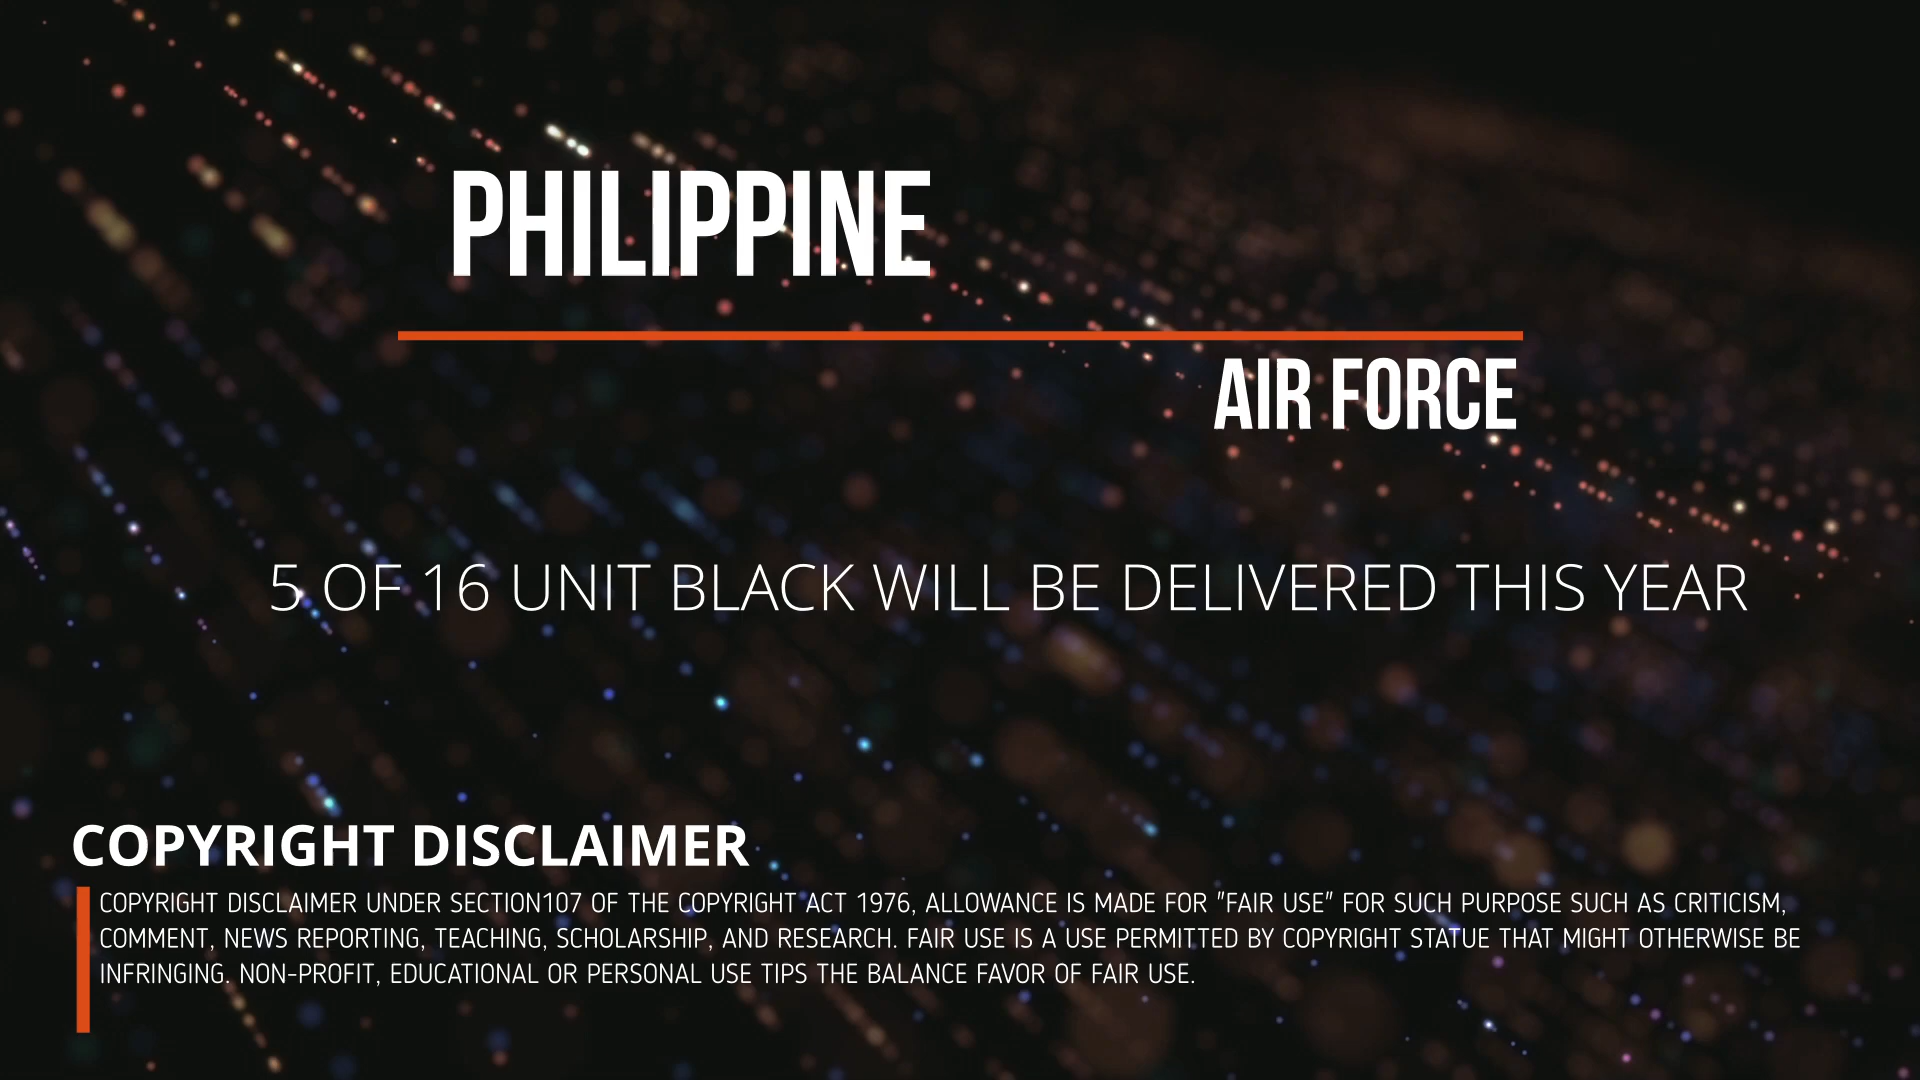 PHILIPPINE
AIR FORCE
5 OF 16 UNIT BLACK WILL BE DELIVERED THIS YEAR
COPYRIGHT DISCLAIMER
COPYRIGHT DISCLAIMER UNDER SECTION107 OF THE COPYRIGHT ACT 1976, ALLOWANCE IS MADE FOR "FAIR USE" FOR SUCH PURPOSE SUCH AS CRITICISM,
COMMENT, NEWS REPORTING, TEACHING, SCHOLARSHIP, AND RESEARCH. FAIR USE IS A USE PERMITTED BY COPYRIGHT STATUE THAT MIGHT OTHERWISE BE
INFRINGING. NON-PROFIT, EDUCATIONAL OR PERSONAL USE TIPS THE BALANCE FAVOR OF FAIR USE.